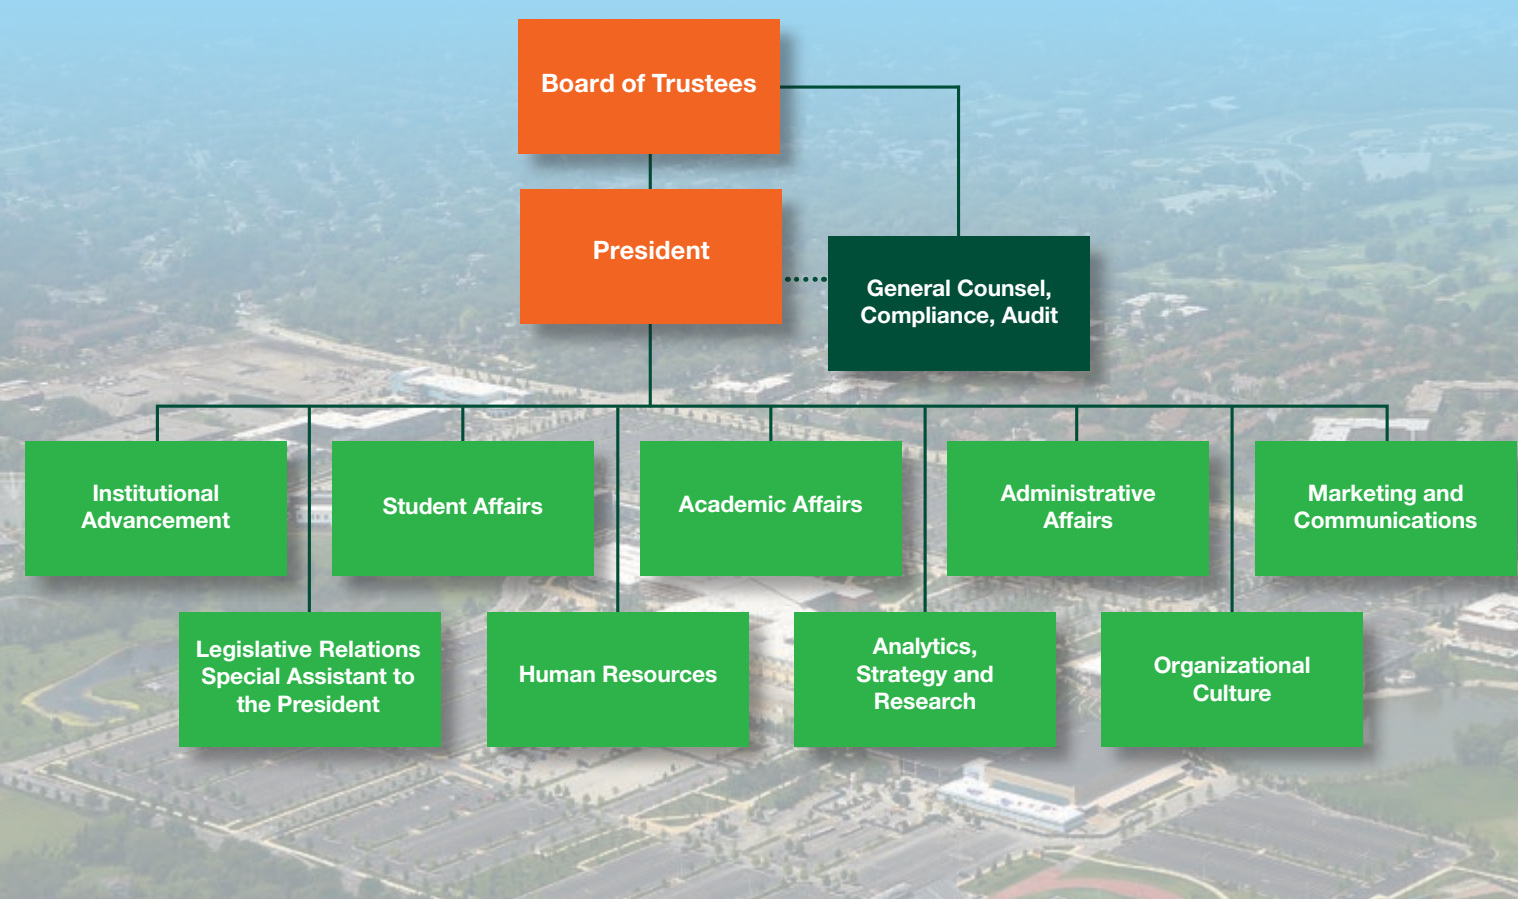 Board of Trustees
President
General Counsel,
Compliance, Audit
Institutional
Advancement
Student Affairs
Academic Affairs
Administrative
Affairs
Marketing and
Communications
Legislative Relations
Special Assistant to
the President
Human Resources
Analytics,
Strategy and
Research
Organizational
Culture